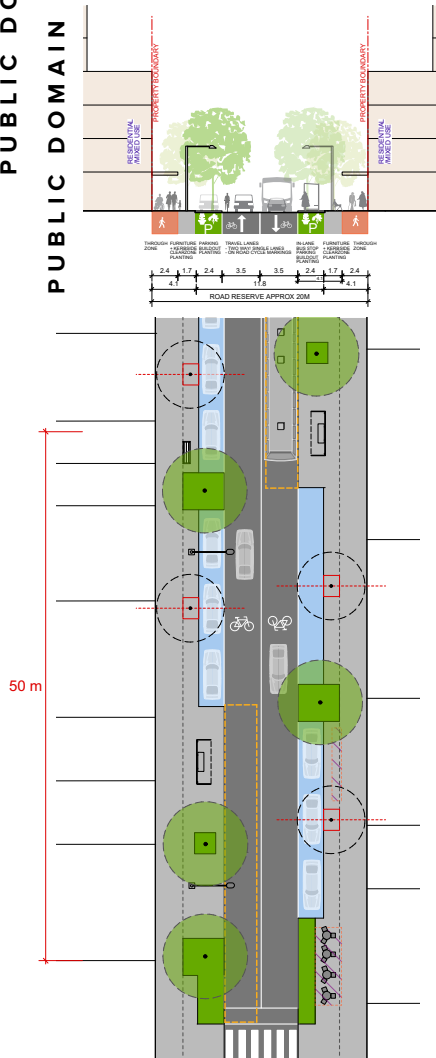 PUBLIC DO
PUBLIC DOMAIN
PROPERTY BOUNDARY
PROPERTY BOUNDARY
RESIDENTIAL
/MIXED USE
RESIDENTIAL
/MIXED USE
P
P
THROUGH
ZONE
FURNITURE
+ KERBSIDE
CLEARZONE
PLANTING
PARKING
BUILDOUT
PLANTING
TRAVEL LANES
- TWO WAY/ SINGLE LANES
- ON ROAD CYCLE MARKINGS
IN-LANE
BUS STOP
PARKING
BUILDOUT
PLANTING
FURNITURE
+ KERBSIDE
CLEARZONE
PLANTING
THROUGH
ZONE
2.4 1.7 2.4 3.5 3.5 2.4 1.7 2.4
4.1
4.1 11.8 4.1
ROAD RESERVE APPROX 20M
50 m